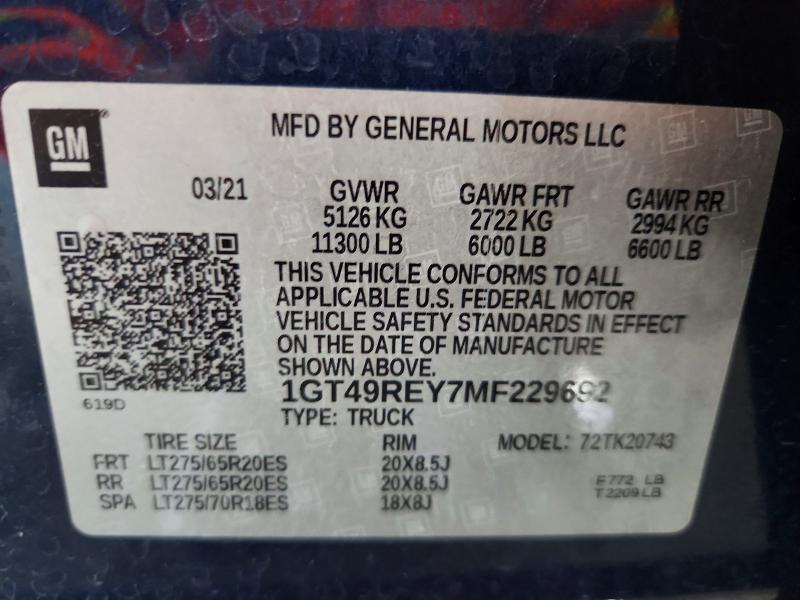 GM
MFD BY GENERAL MOTORS LLC
03/21
GVWR GAWR FRT GAWR RR
5126 KG 2722 KG 2994 KG
11300 LB 6000 LB 6600 LB
THIS VEHICLE CONFORMS TO ALL
APPLICABLE U.S. FEDERAL MOTOR
VEHICLE SAFETY STANDARDS IN EFFECT
ON THE DATE OF MANUFACTURE
SHOWN ABOVE.
1GT49REY7MF229692
619D
TYPE: TRUCK
TIRE SIZE RIM MODEL: 72TK20743
FRT LT275/65R20ES 20X8.5J
RR LT275/65R20ES 20X8.5J F 772 LB
SPA LT275/70R18ES 18X8J T 2209 LB